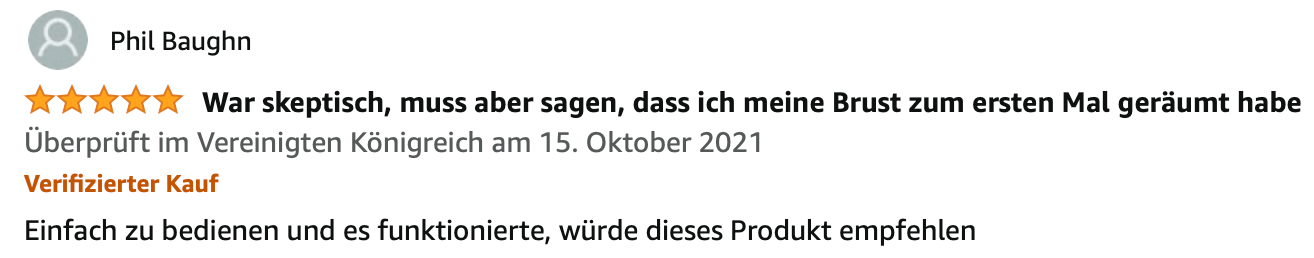 Phil Baughn
War skeptisch, muss aber sagen, dass ich meine Brust zum ersten Mal geräumt habe
Überprüft im Vereinigten Königreich am 15. Oktober 2021
Verifizierter Kauf
Einfach zu bedienen und es funktionierte, würde dieses Produkt empfehlen